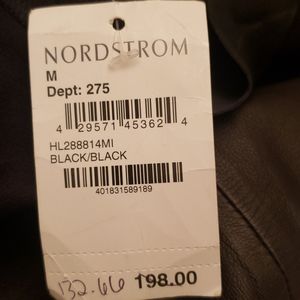 NORDSTROM
M
Dept: 275
4 29571 45362 4
HL288814MI
BLACK/BLACK
401831589189
132.66 198.00